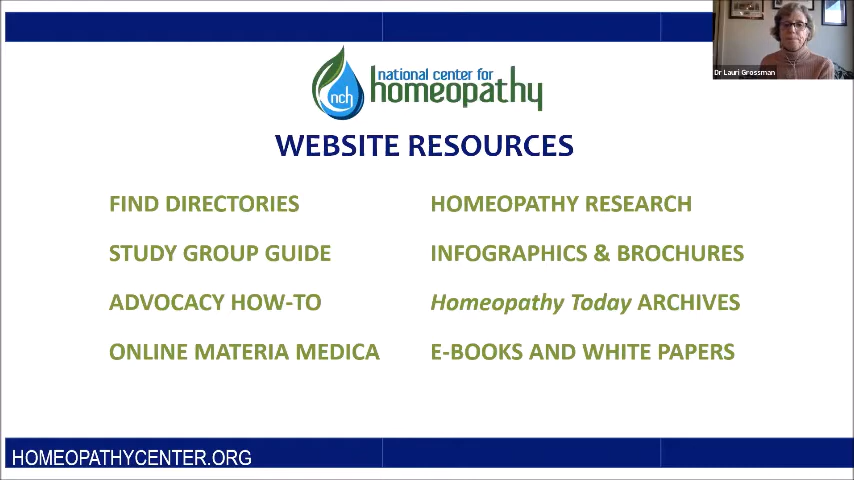 Dr Lauri Grossman
national center for
homeopathy
nch
WEBSITE RESOURCES
FIND DIRECTORIES
STUDY GROUP GUIDE
ADVOCACY HOW-TO
ONLINE MATERIA MEDICA
HOMEOPATHY RESEARCH
INFOGRAPHICS & BROCHURES
Homeopathy Today ARCHIVES
E-BOOKS AND WHITE PAPERS
HOMEOPATHYCENTER.ORG